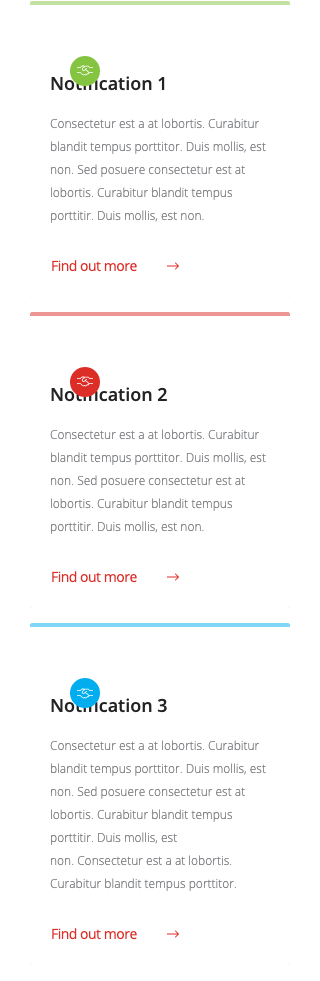 Notification 1
Consectetur est a at lobortis. Curabitur
blandit tempus porttitor. Duis mollis, est
non. Sed posuere consectetur est at
lobortis. Curabitur blandit tempus
porttitir. Duis mollis, est non.
Find out more
Notification 2
Consectetur est a at lobortis. Curabitur
blandit tempus porttitor. Duis mollis, est
non. Sed posuere consectetur est at
lobortis. Curabitur blandit tempus
porttitir. Duis mollis, est non.
Find out more
Notification 3
Consectetur est a at lobortis. Curabitur
blandit tempus porttitor. Duis mollis, est
non. Sed posuere consectetur est at
lobortis. Curabitur blandit tempus
porttitir. Duis mollis, est
non. Consectetur est a at lobortis.
Curabitur blandit tempus porttitor.
Find out more